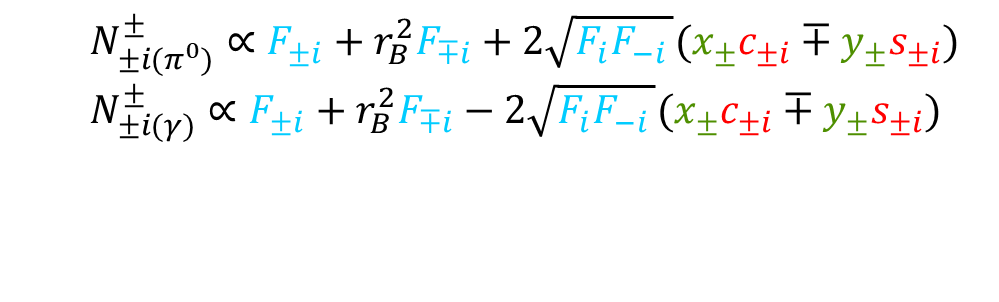 N^±_{±i(π⁰)} ∝ F_{±i} + r_B^2 F_{∓i} + 2√(F_i F_{−i}) (x_± c_{±i} ∓ y_± s_{±i})
N^±_{±i(γ)} ∝ F_{±i} + r_B^2 F_{∓i} − 2√(F_i F_{−i}) (x_± c_{±i} ∓ y_± s_{±i})